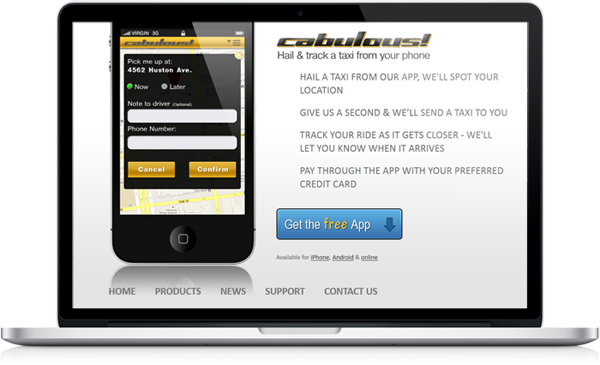 VIRGIN 3G
cabulous!
Pick me up at:
4562 Huston Ave.
Now Later
Note to driver (Optional)
Phone Number:
Cancel Confirm
cabulous!
Hail & track a taxi from your phone
HAIL A TAXI FROM OUR APP, WE'LL SPOT YOUR
LOCATION
GIVE US A SECOND & WE'LL SEND A TAXI TO YOU
TRACK YOUR RIDE AS IT GETS CLOSER - WE'LL
LET YOU KNOW WHEN IT ARRIVES
PAY THROUGH THE APP WITH YOUR PREFERRED
CREDIT CARD
Get the free App
Available for iPhone, Android & online
HOME PRODUCTS NEWS SUPPORT CONTACT US